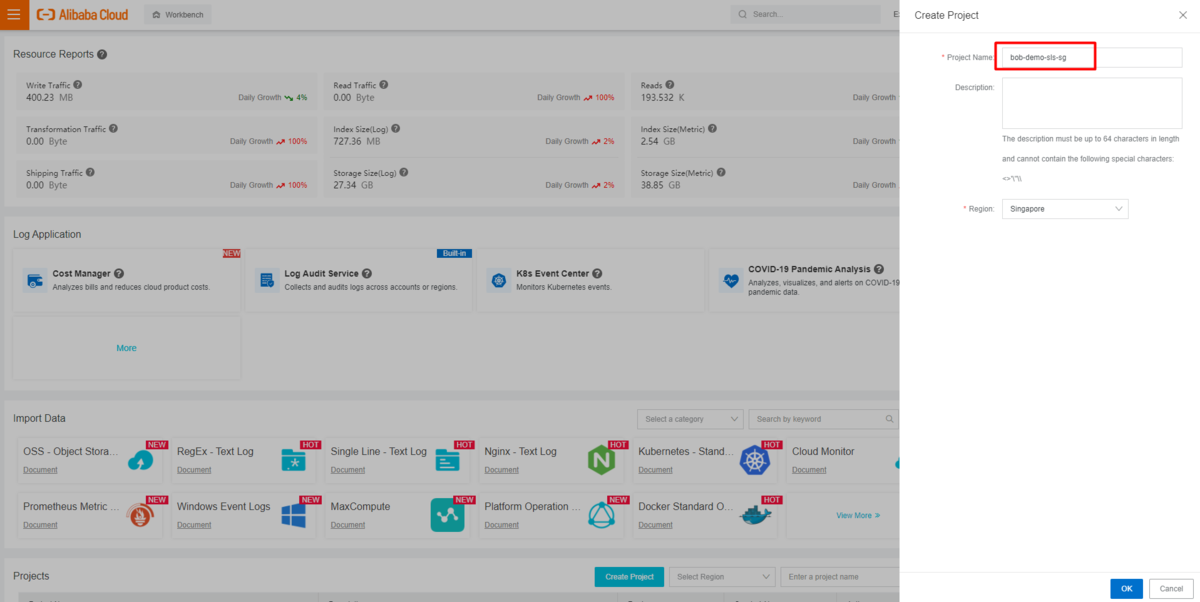 Alibaba Cloud
Workbench
Search...
Create Project
Resource Reports
Write Traffic
400.23 MB
Daily Growth 4%
Read Traffic
0.00 Byte
Daily Growth 100%
Reads
193.532 K
Daily Growth
Transformation Traffic
0.00 Byte
Daily Growth 100%
Index Size(Log)
727.36 MB
Daily Growth 2%
Index Size(Metric)
2.54 GB
Daily Growth
Shipping Traffic
0.00 Byte
Daily Growth 100%
Storage Size(Log)
27.34 GB
Daily Growth 2%
Storage Size(Metric)
38.85 GB
Daily Growth
Log Application
NEW
Cost Manager
Analyzes bills and reduces cloud product costs.
Built-in
Log Audit Service
Collects and audits logs across accounts or regions.
K8s Event Center
Monitors Kubernetes events.
COVID-19 Pandemic Analysis
Analyzes, visualizes, and alerts on COVID-19
pandemic data.
More
Import Data
Select a category
Search by keyword
OSS - Object Stora...
NEW
Document
RegEx - Text Log
HOT
Document
Single Line - Text Log
HOT
Document
Nginx - Text Log
HOT
Document
Kubernetes - Stand...
HOT
Document
Cloud Monitor
Document
Prometheus Metric ...
NEW
Document
Windows Event Logs
NEW
Document
MaxCompute
NEW
Document
Platform Operation ...
NEW
Document
Docker Standard O...
HOT
Document
View More »
Projects
Create Project
Select Region
Enter a project name
* Project Name:
bob-demo-sls-sg
Description:
The description must be up to 64 characters in length
and cannot contain the following special characters:
* Region:
Singapore
OK
Cancel